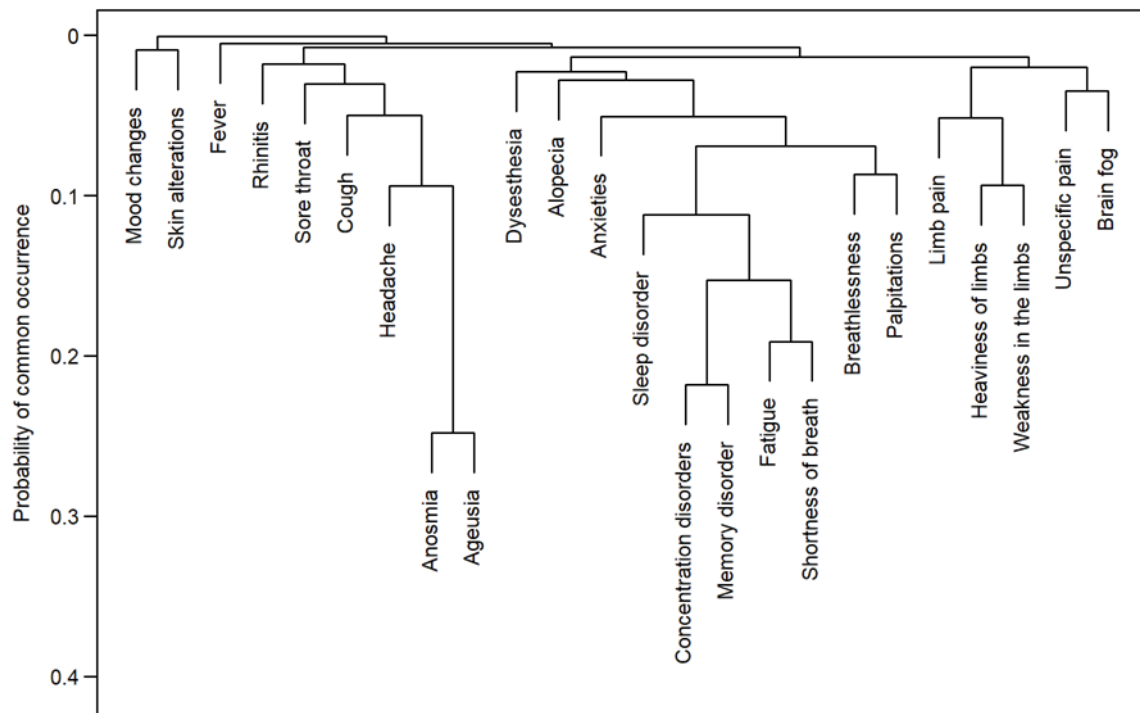 Probability of common occurrence
0
0.1
0.2
0.3
0.4
Mood changes
Skin alterations
Fever
Rhinitis
Sore throat
Cough
Headache
Anosmia
Ageusia
Dysesthesia
Alopecia
Anxieties
Sleep disorder
Concentration disorders
Memory disorder
Fatigue
Shortness of breath
Breathlessness
Palpitations
Limb pain
Heaviness of limbs
Weakness in the limbs
Unspecific pain
Brain fog